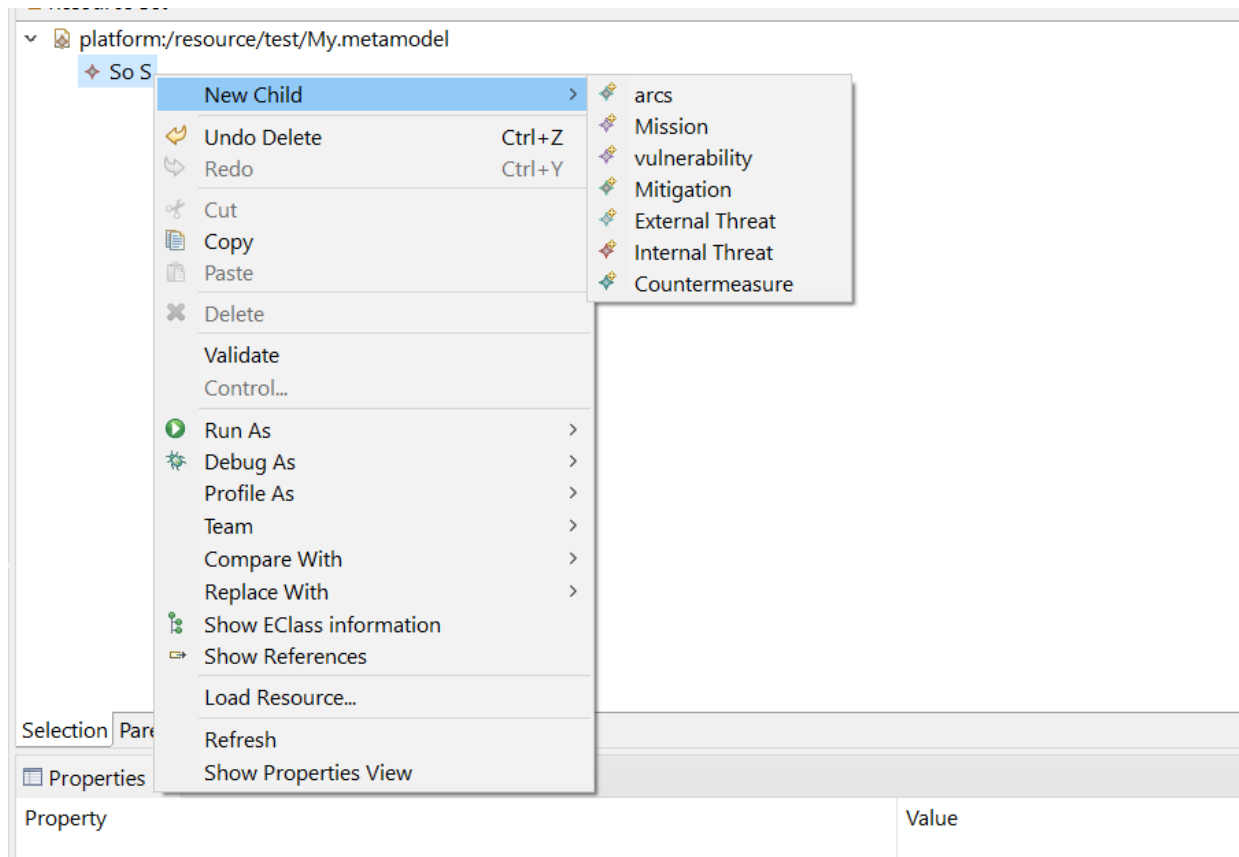 platform:/resource/test/My.metamodel
So S
New Child
arcs
Mission
vulnerability
Mitigation
External Threat
Internal Threat
Countermeasure
Undo Delete Ctrl+Z
Redo Ctrl+Y
Cut
Copy
Paste
Delete
Validate
Control...
Run As
Debug As
Profile As
Team
Compare With
Replace With
Show EClass information
Show References
Load Resource...
Refresh
Show Properties View
Selection Pare
Properties
Property Value